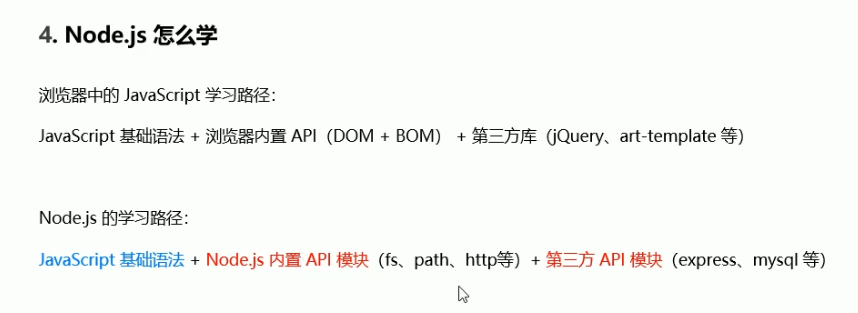 4. Node.js 怎么学
浏览器中的 JavaScript 学习路径：
JavaScript 基础语法 + 浏览器内置 API（DOM + BOM） + 第三方库（jQuery、art-template 等）
Node.js 的学习路径：
JavaScript 基础语法 + Node.js 内置 API 模块（fs、path、http等）+ 第三方 API 模块（express、mysql 等）